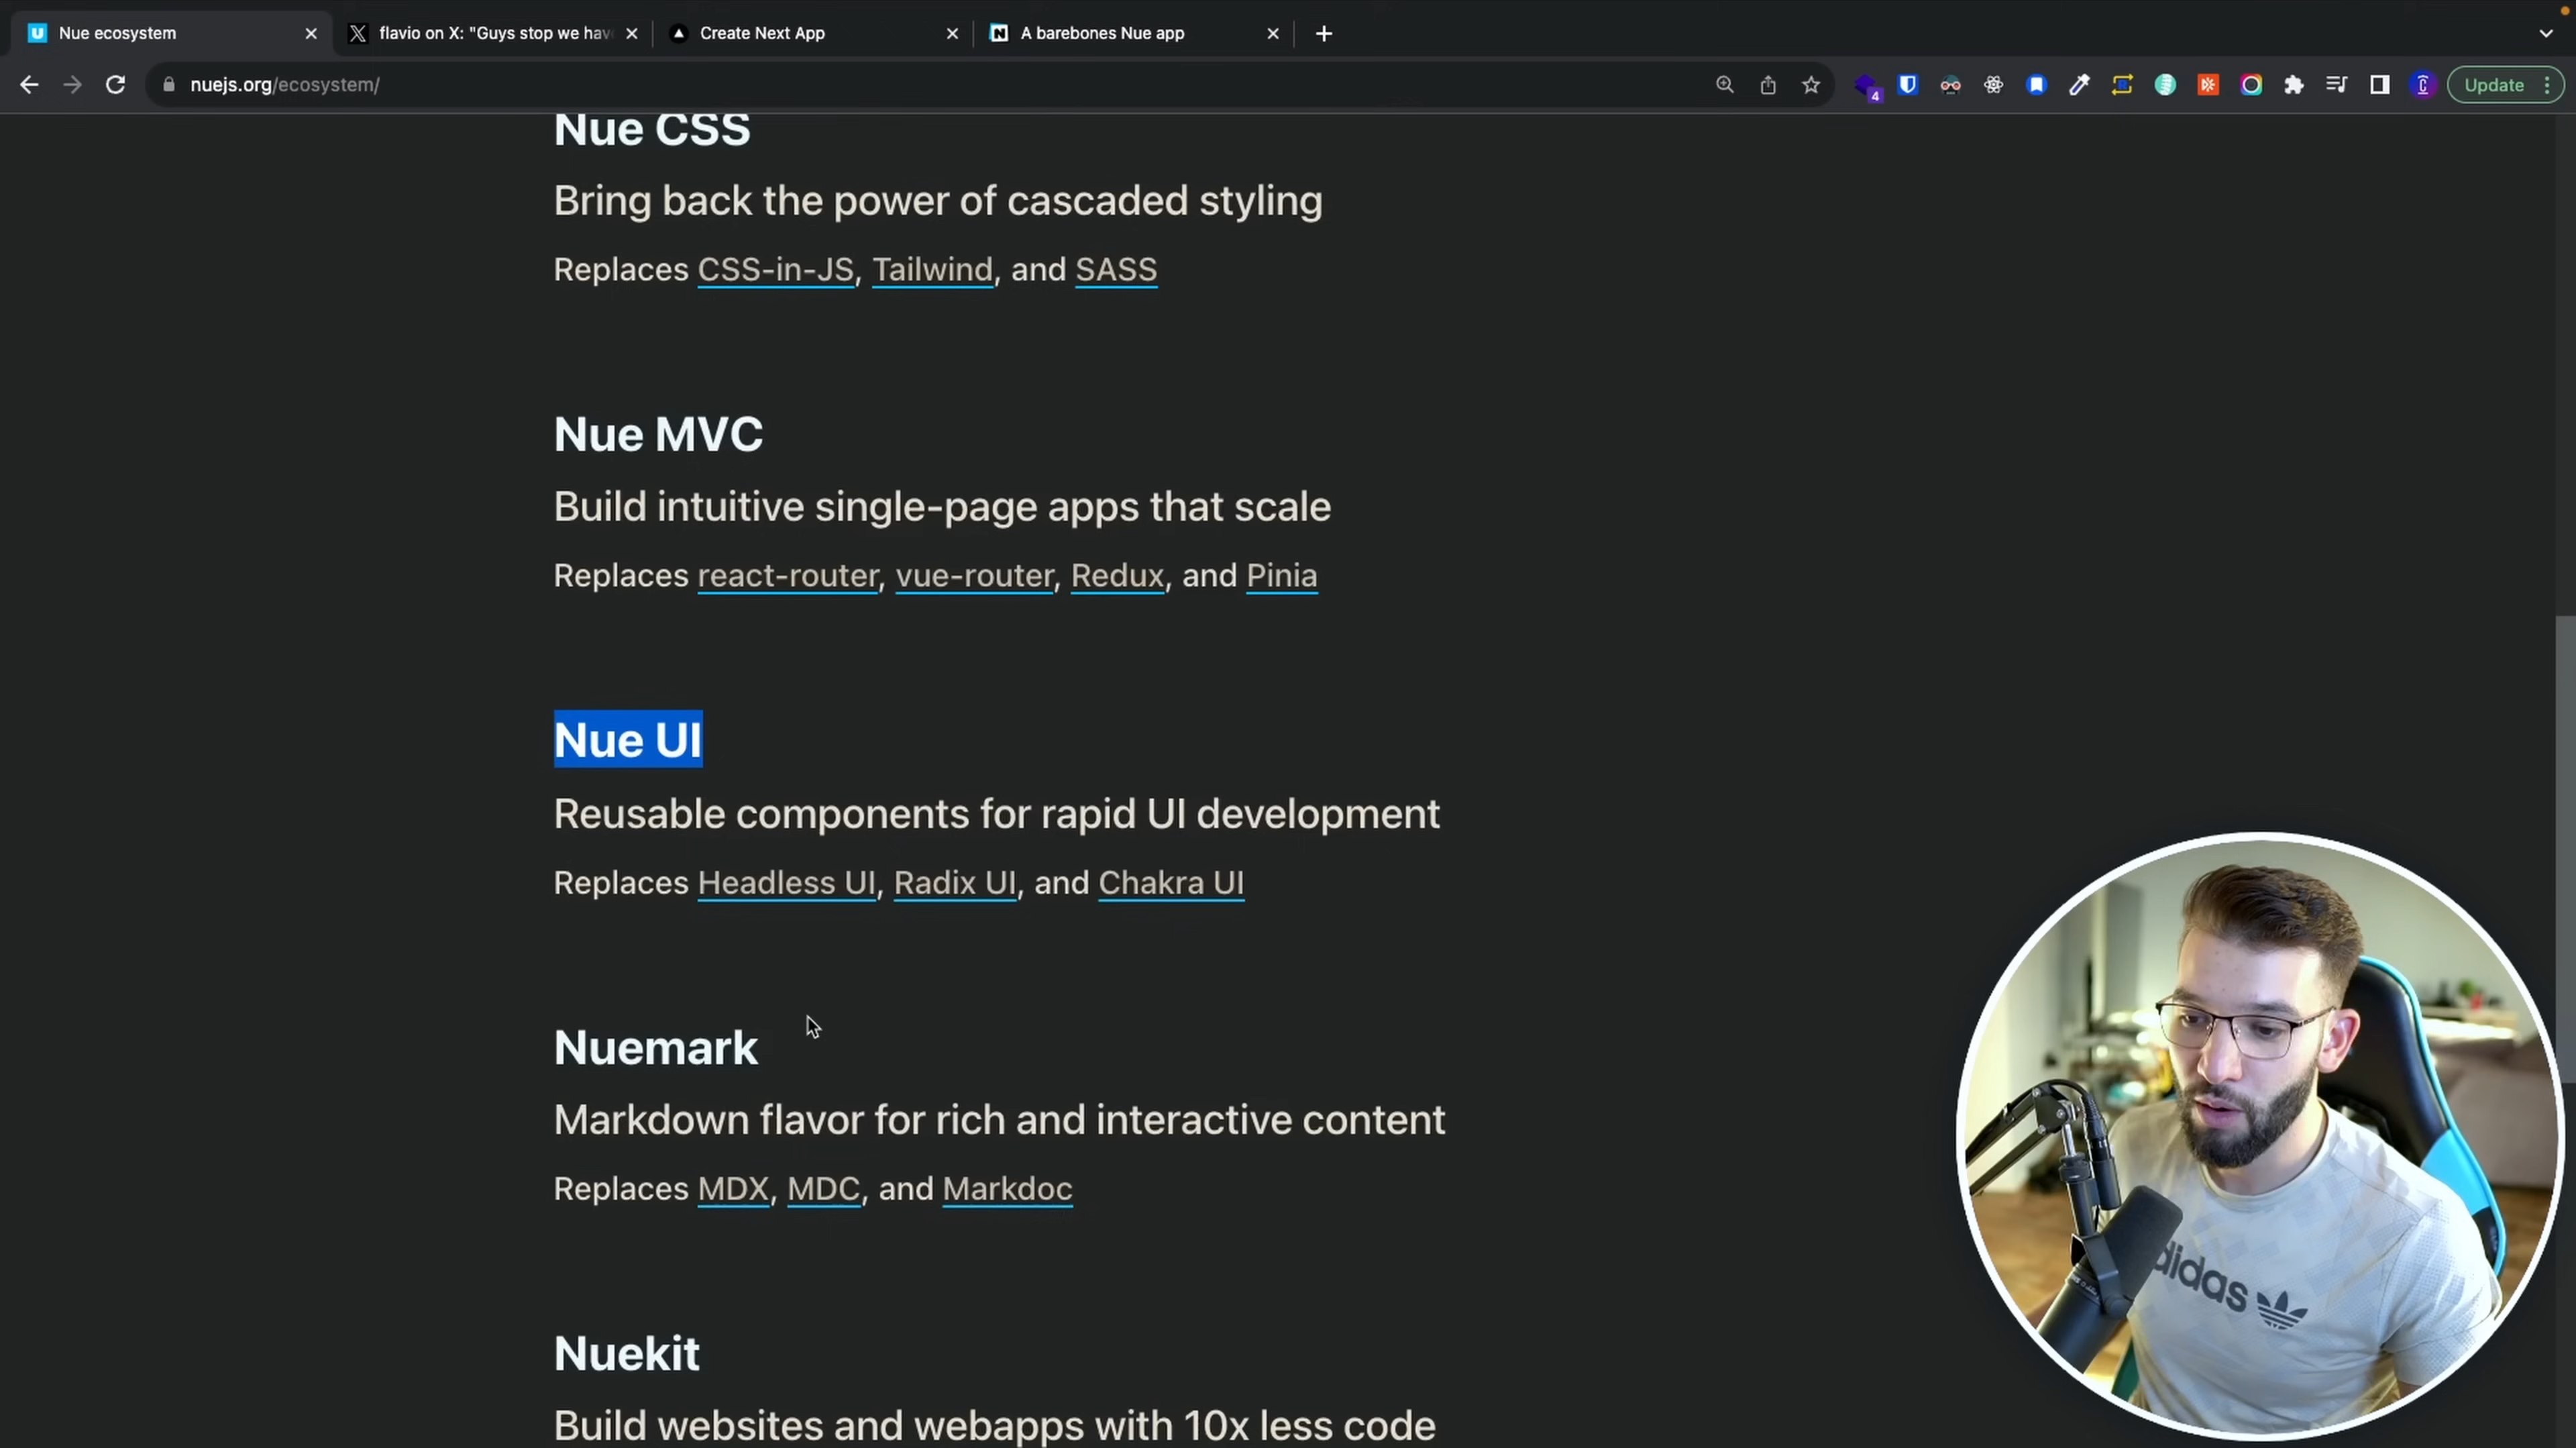 Nue ecosystem
flavio on X: "Guys stop we hav
Create Next App
A barebones Nue app
nuejs.org/ecosystem/
4
Update
Nue CSS
Bring back the power of cascaded styling
Replaces CSS-in-JS, Tailwind, and SASS
Nue MVC
Build intuitive single-page apps that scale
Replaces react-router, vue-router, Redux, and Pinia
Nue UI
Reusable components for rapid UI development
Replaces Headless UI, Radix UI, and Chakra UI
Nuemark
Markdown flavor for rich and interactive content
Replaces MDX, MDC, and Markdoc
Nuekit
Build websites and webapps with 10x less code
adidas